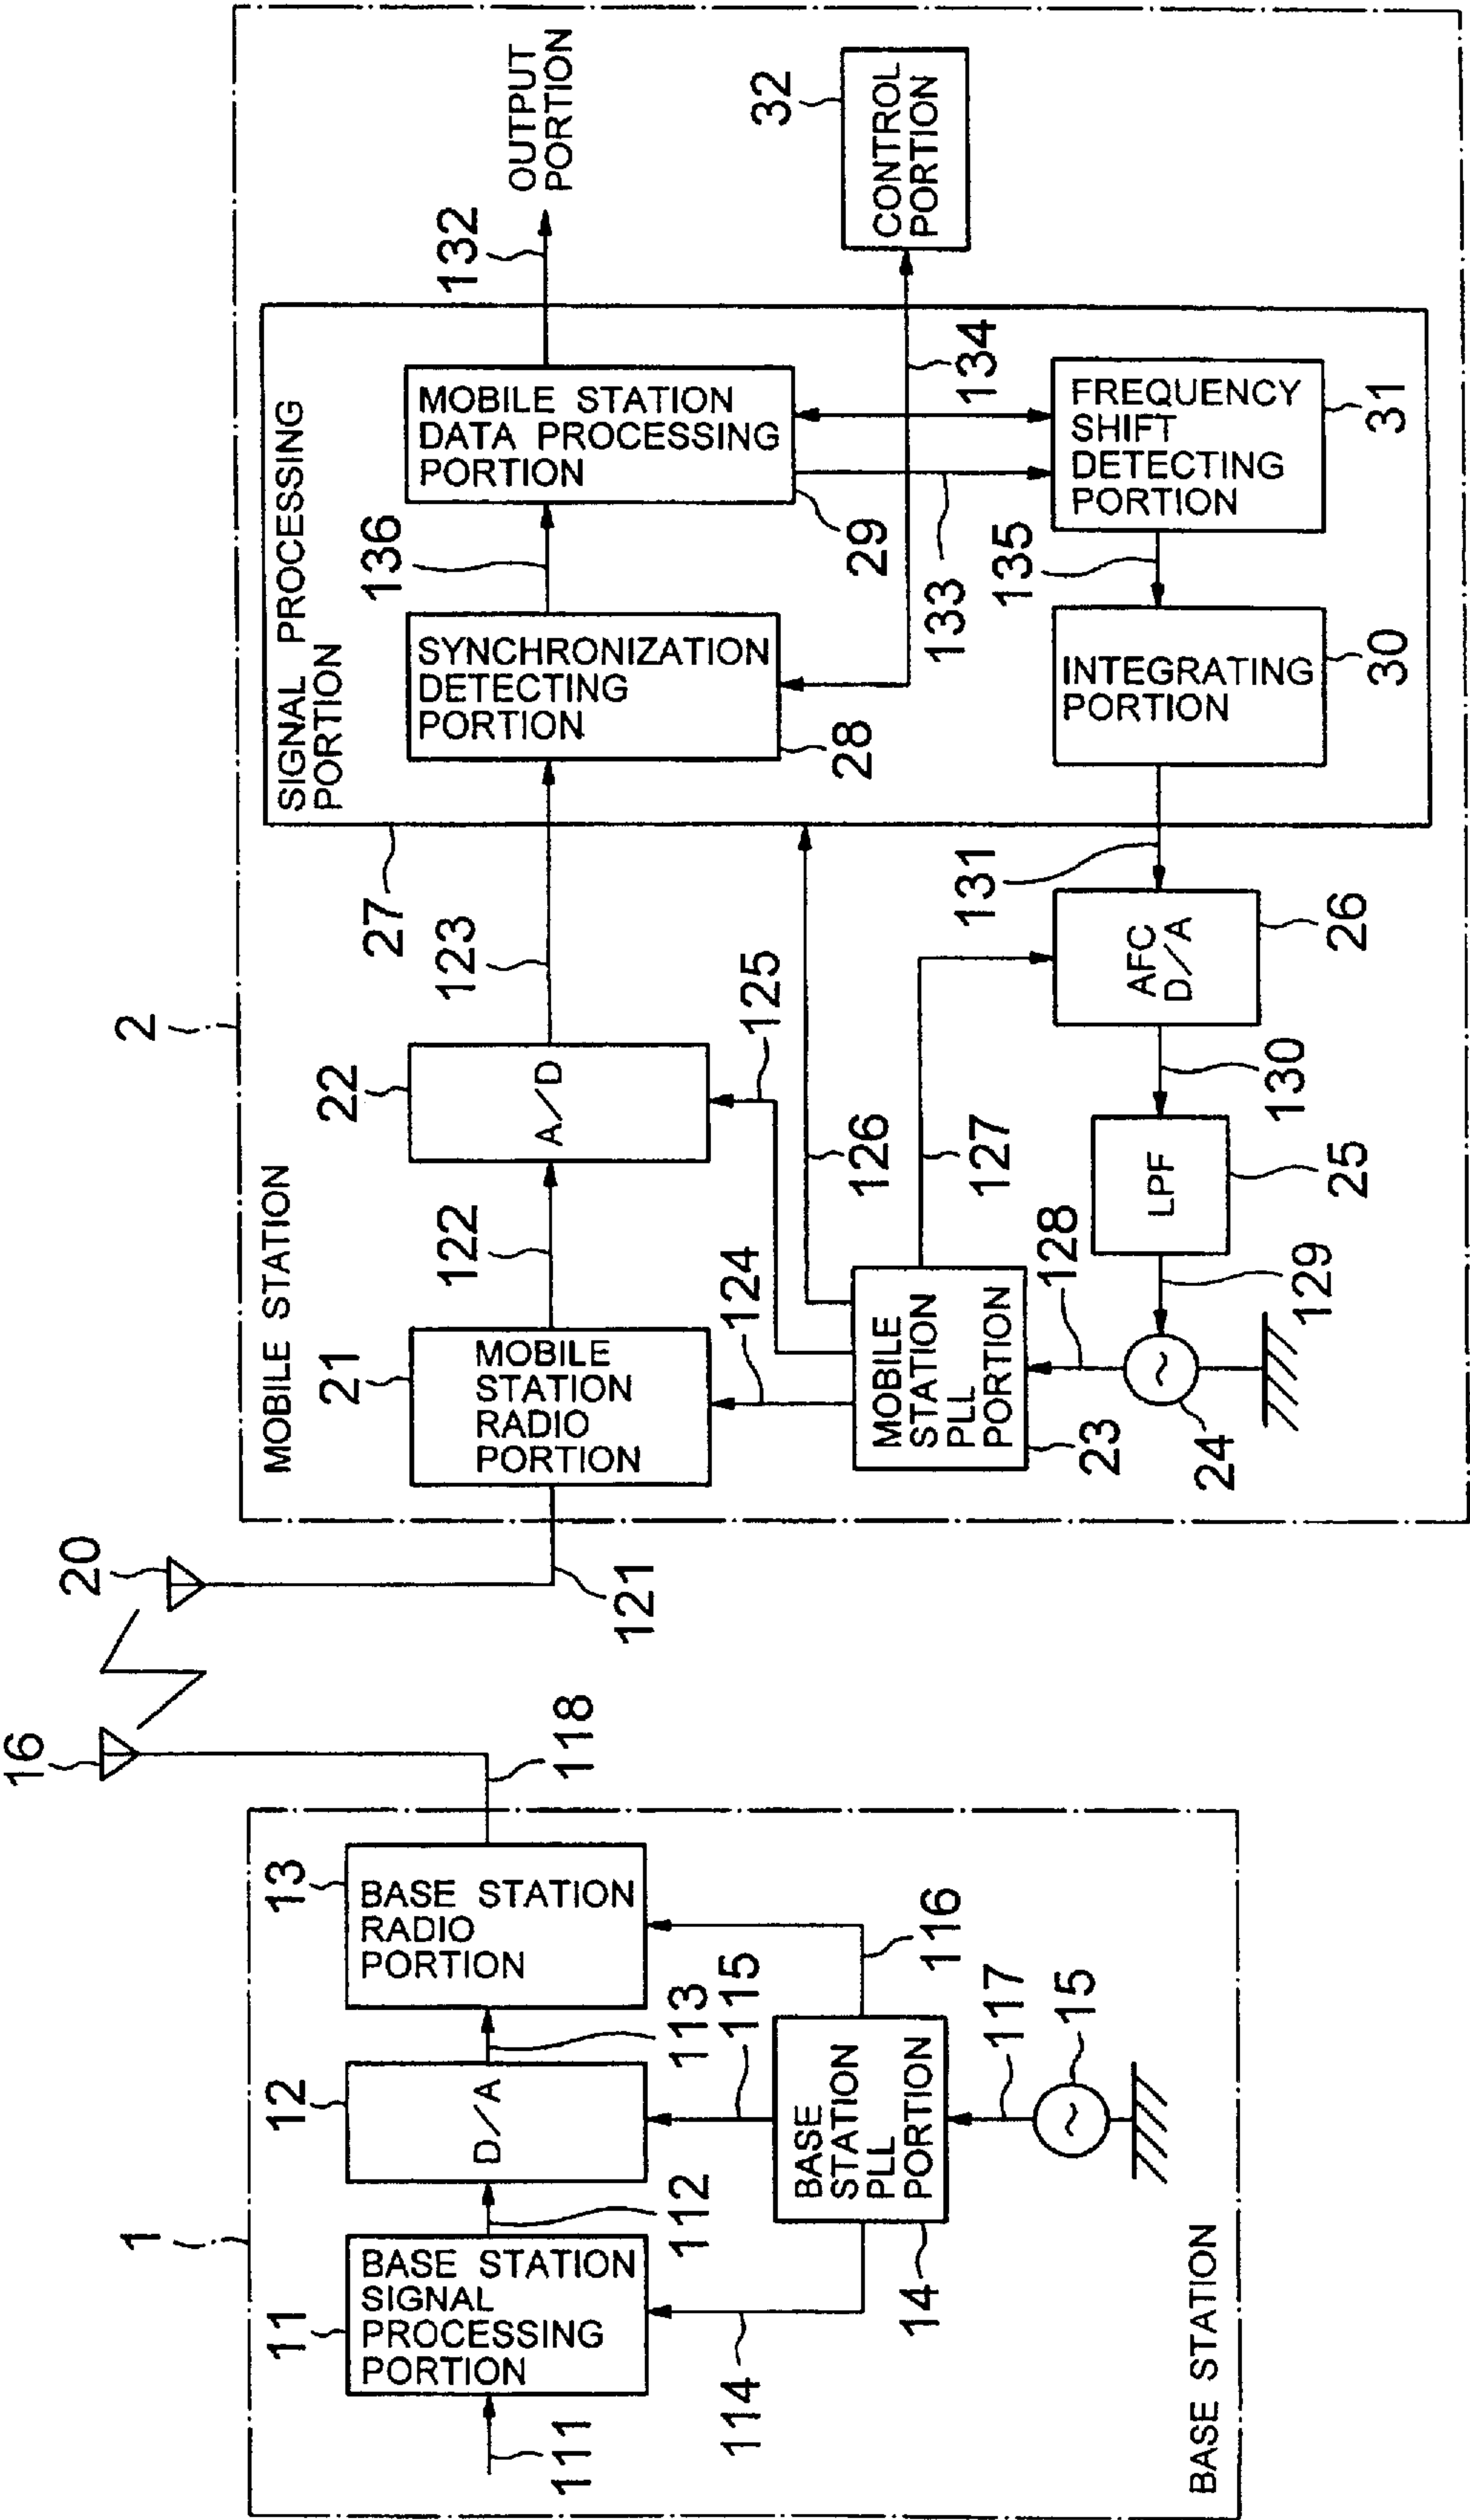 1
BASE STATION
111
11
BASE STATION
SIGNAL
PROCESSING
PORTION
112
12
D/A
113
13
BASE STATION
RADIO
PORTION
118
16
114
115
116
14
BASE
STATION
PLL
PORTION
117
15
20
121
2
MOBILE STATION
21
MOBILE
STATION
RADIO
PORTION
122
22
A/D
123
124
125
126
127
23
MOBILE
STATION
PLL
PORTION
128
24
129
25
LPF
130
26
AFC
D/A
131
27
SIGNAL PROCESSING
PORTION
28
SYNCHRONIZATION
DETECTING
PORTION
136
29
MOBILE STATION
DATA PROCESSING
PORTION
132
OUTPUT
PORTION
133
134
32
CONTROL
PORTION
30
INTEGRATING
PORTION
135
31
FREQUENCY
SHIFT
DETECTING
PORTION